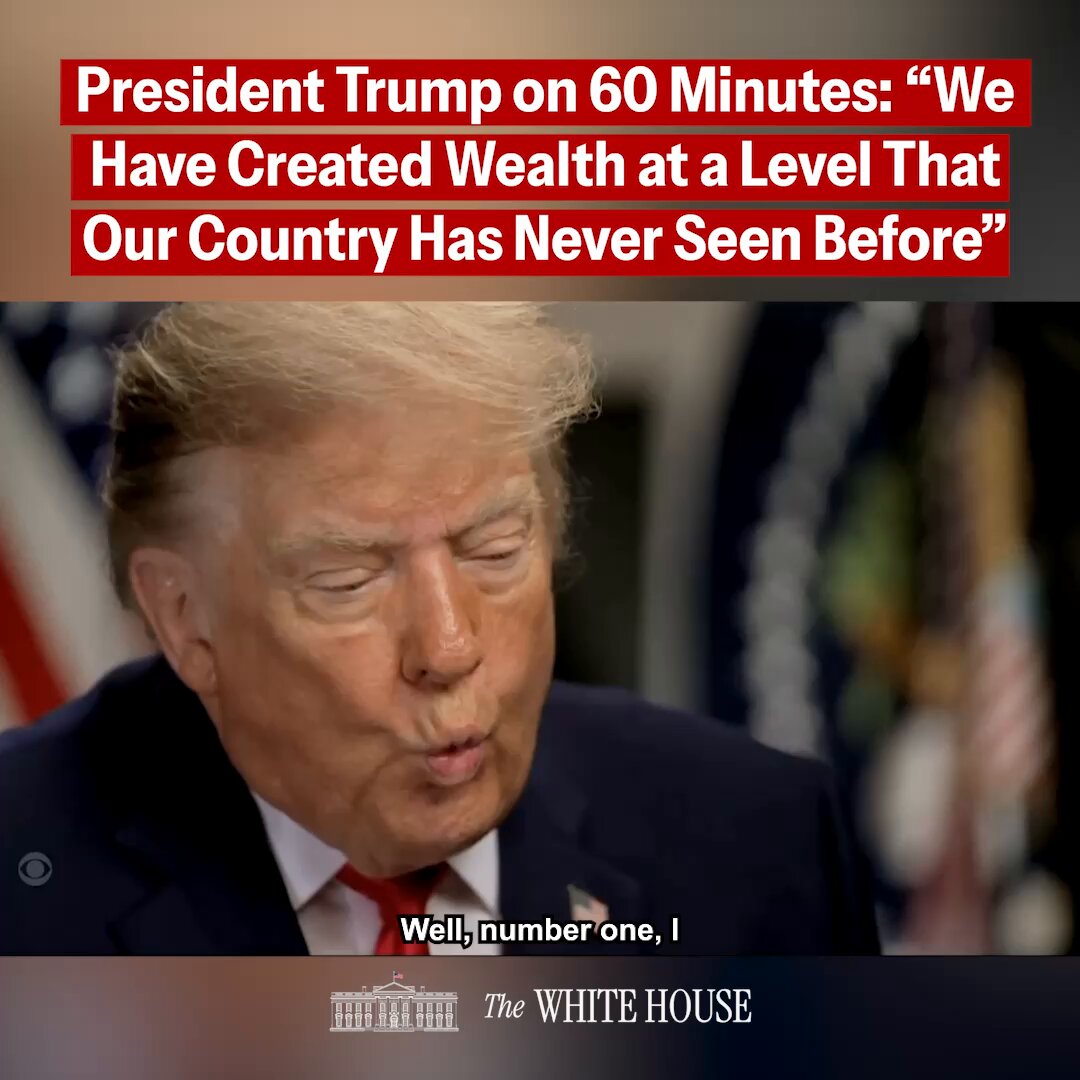 President Trump on 60 Minutes: “We
Have Created Wealth at a Level That
Our Country Has Never Seen Before”
Well, number one, I
The WHITE HOUSE